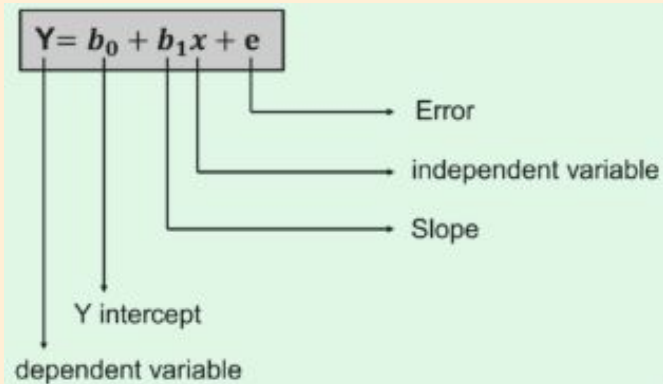 Y= b₀ + b₁x + e
Error
independent variable
Slope
Y intercept
dependent variable